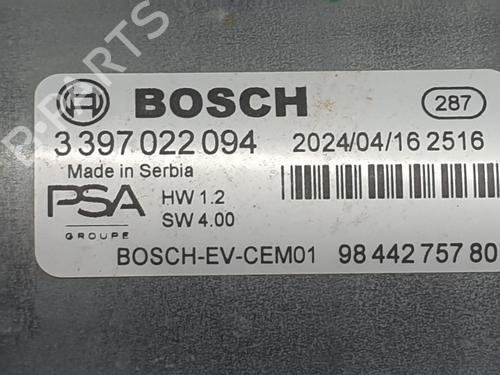 B-PARTS
BOSCH
287
3 397 022 094
2024/04/16 2516
Made in Serbia
PSA
GROUPE
HW 1.2
SW 4.00
BOSCH-EV-CEM01
98 442 757 80